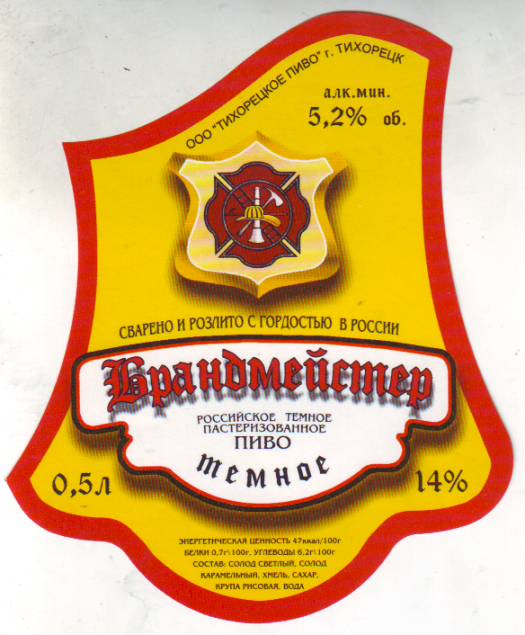 ООО "ТИХОРЕЦКОЕ ПИВО" г. ТИХОРЕЦК
алк.мин.
5,2% об.
СВАРЕНО И РОЗЛИТО С ГОРДОСТЬЮ В РОССИИ
Брандмейстер
РОССИЙСКОЕ ТЕМНОЕ
ПАСТЕРИЗОВАННОЕ
ПИВО
темное
0,5л
14%
ЭНЕРГЕТИЧЕСКАЯ ЦЕННОСТЬ 47ккал/100г
БЕЛКИ 0,7г\100г. УГЛЕВОДЫ 6,2г\100г
СОСТАВ: СОЛОД СВЕТЛЫЙ, СОЛОД
КАРАМЕЛЬНЫЙ, ХМЕЛЬ, САХАР,
КРУПА РИСОВАЯ, ВОДА